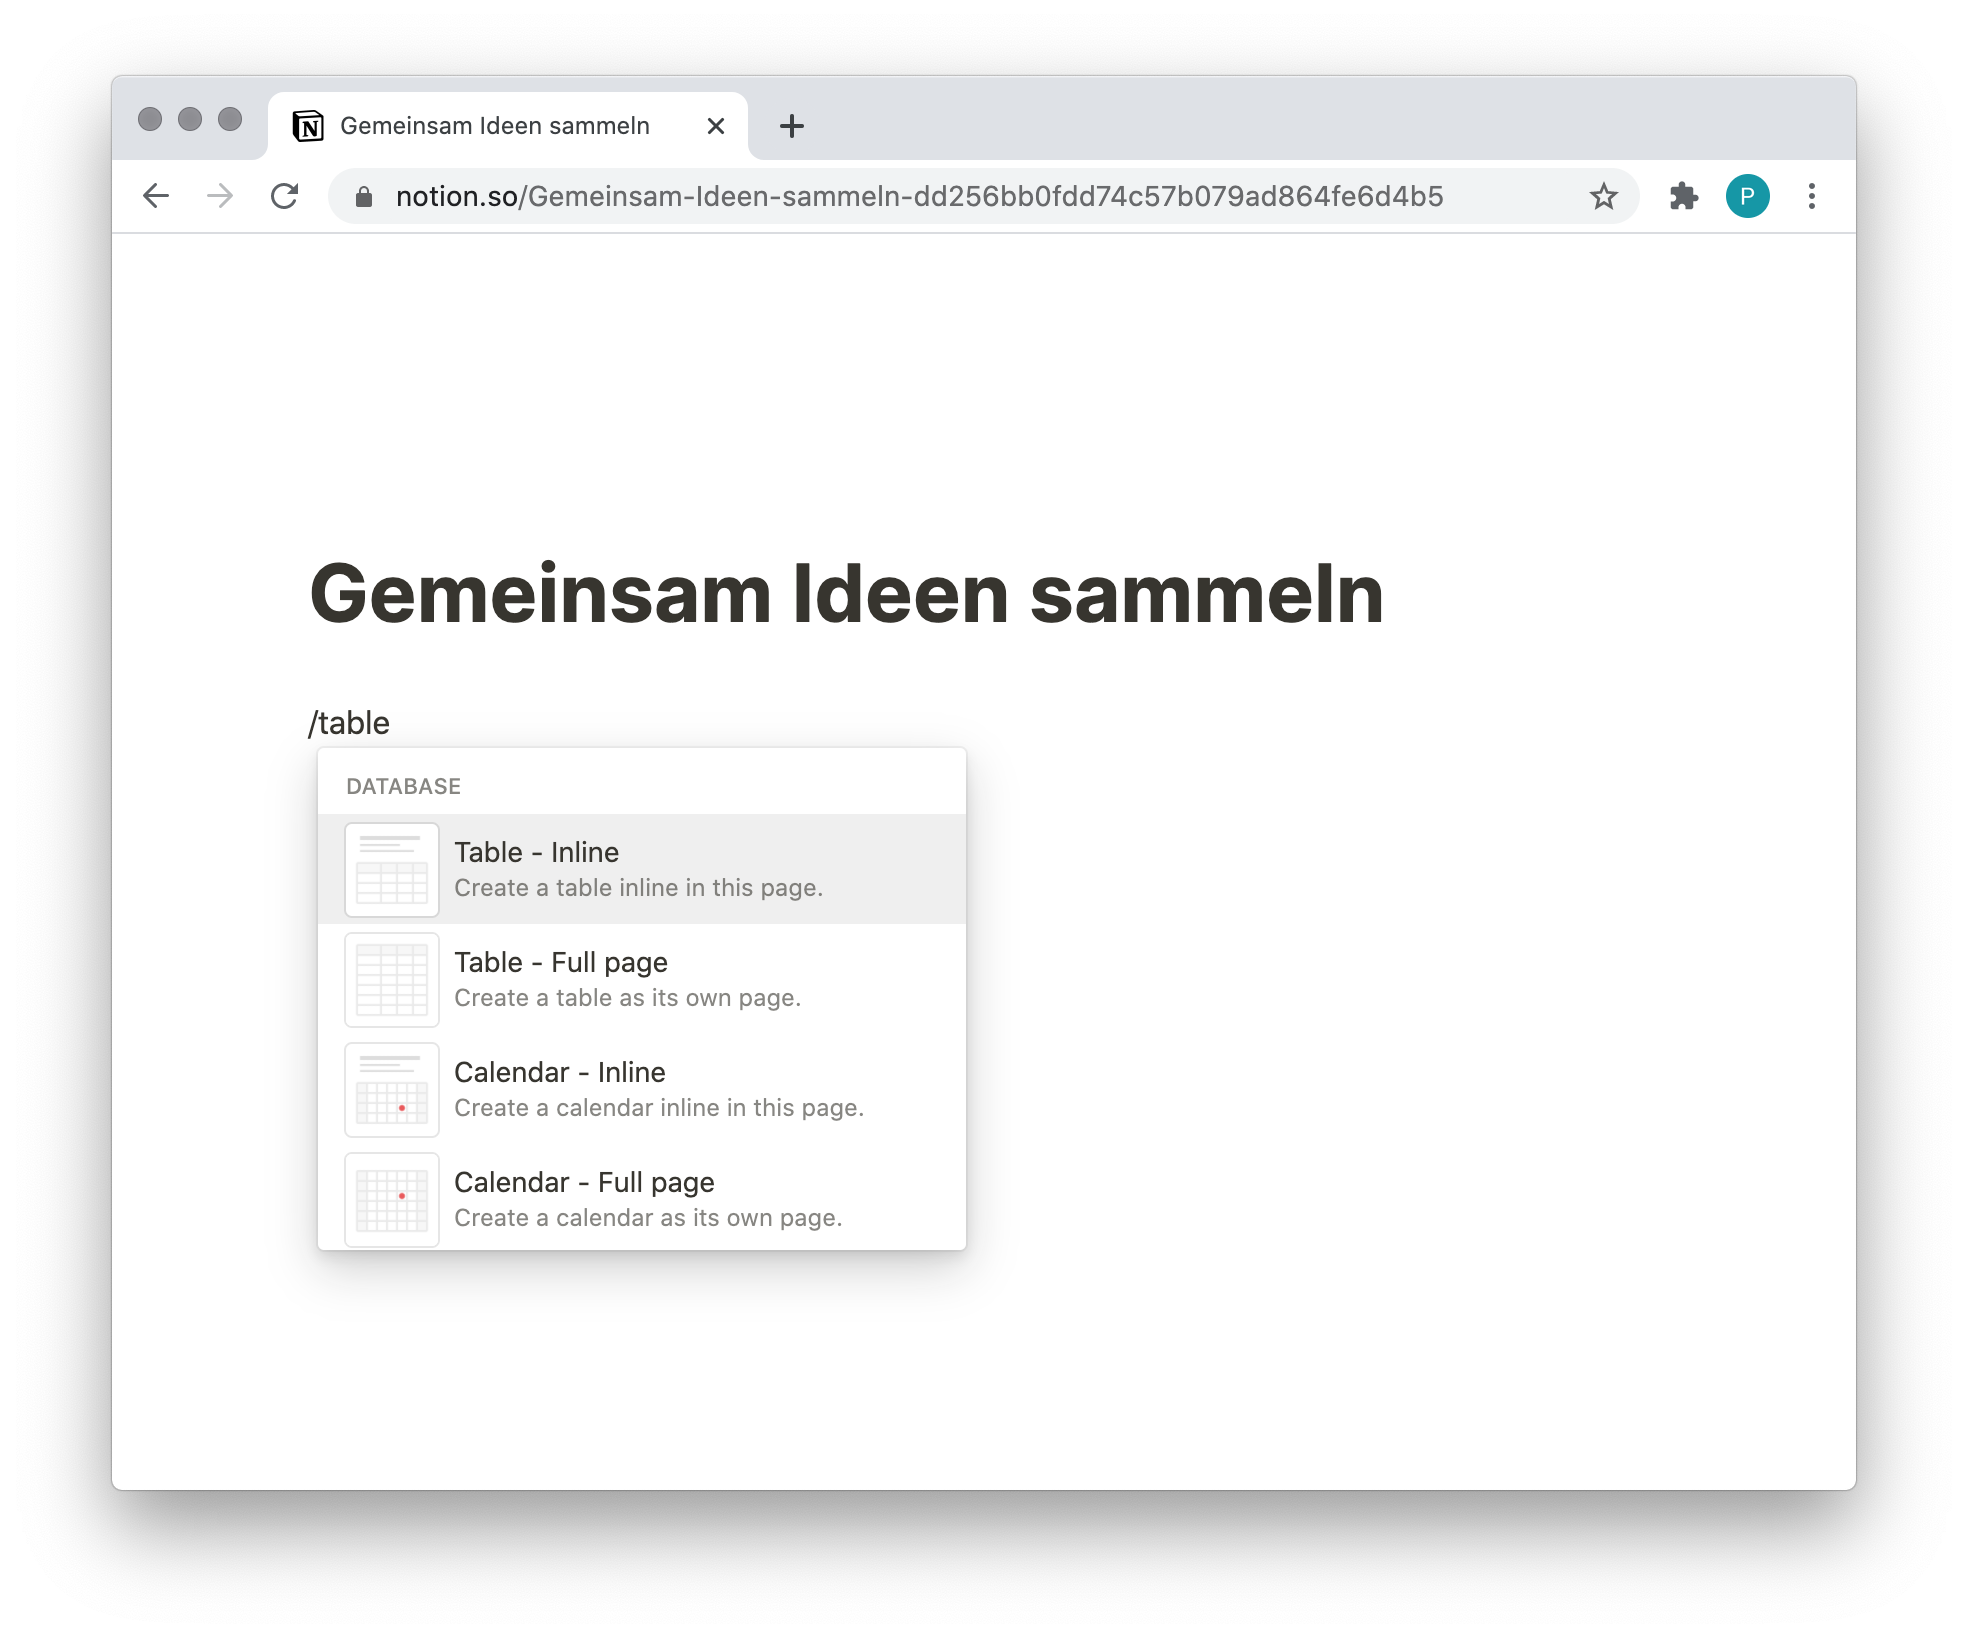 Gemeinsam Ideen sammeln
notion.so/Gemeinsam-Ideen-sammeln-dd256bb0fdd74c57b079ad864fe6d4b5
P
Gemeinsam Ideen sammeln
/table
DATABASE
Table - Inline
Create a table inline in this page.
Table - Full page
Create a table as its own page.
Calendar - Inline
Create a calendar inline in this page.
Calendar - Full page
Create a calendar as its own page.